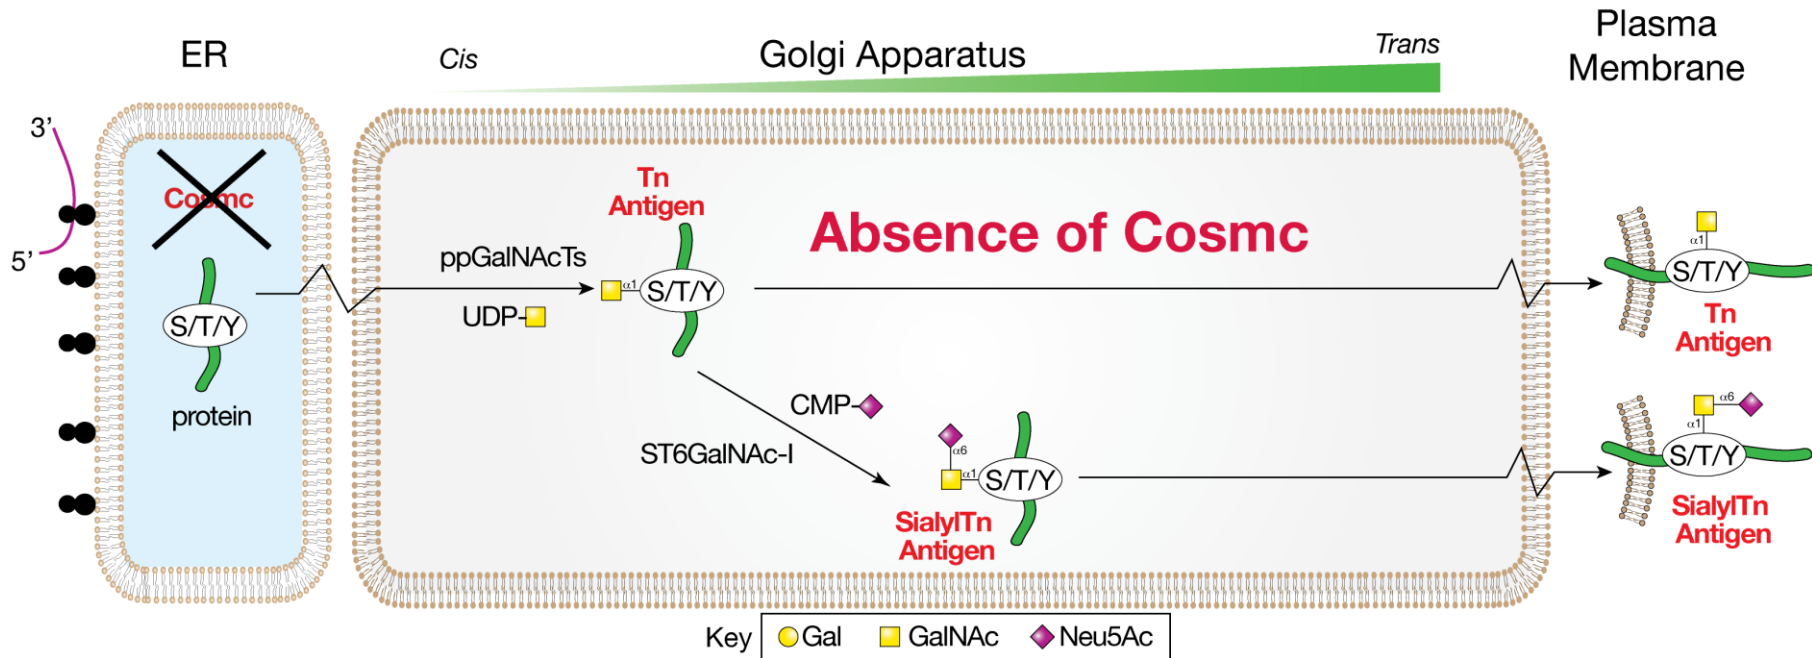 ER
Cis
Golgi Apparatus
Trans
Plasma
Membrane
3’
5’
Cosmc
S/T/Y
protein
ppGalNAcTs
UDP-
Tn
Antigen
α1
S/T/Y
Absence of Cosmc
CMP-
ST6GalNAc-I
α6
α1
S/T/Y
SialylTn
Antigen
α1
S/T/Y
Tn
Antigen
α6
α1
S/T/Y
SialylTn
Antigen
Key
Gal
GalNAc
Neu5Ac